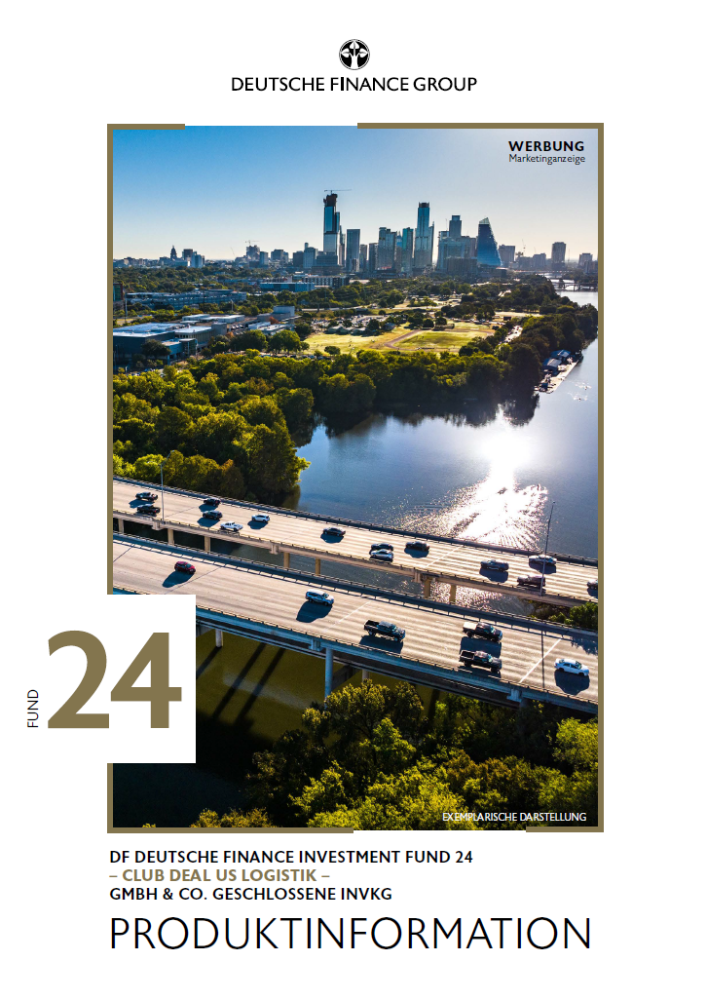 DEUTSCHE FINANCE GROUP
WERBUNG
Marketinganzeige
FUND
24
EXEMPLARISCHE DARSTELLUNG
DF DEUTSCHE FINANCE INVESTMENT FUND 24
– CLUB DEAL US LOGISTIK –
GMBH & CO. GESCHLOSSENE INVKG
PRODUKTINFORMATION